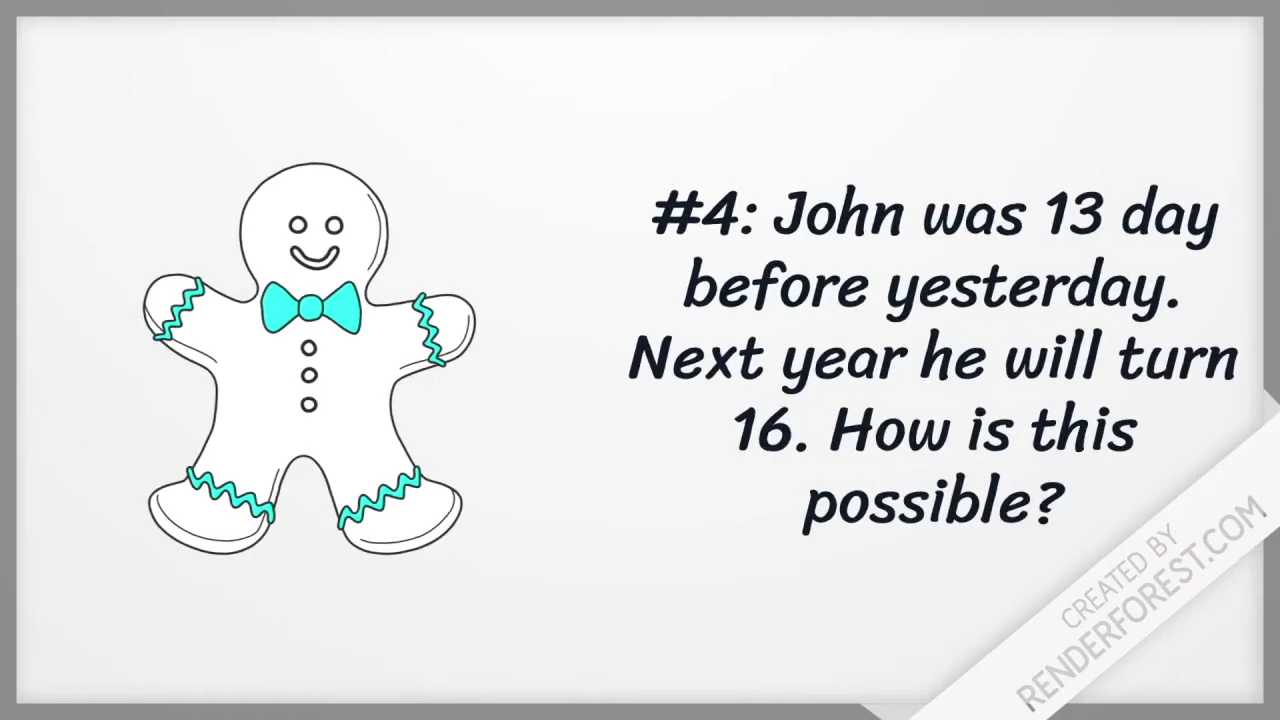 #4: John was 13 day
before yesterday.
Next year he will turn
16. How is this
possible?
CREATED BY
RENDERFOREST.COM